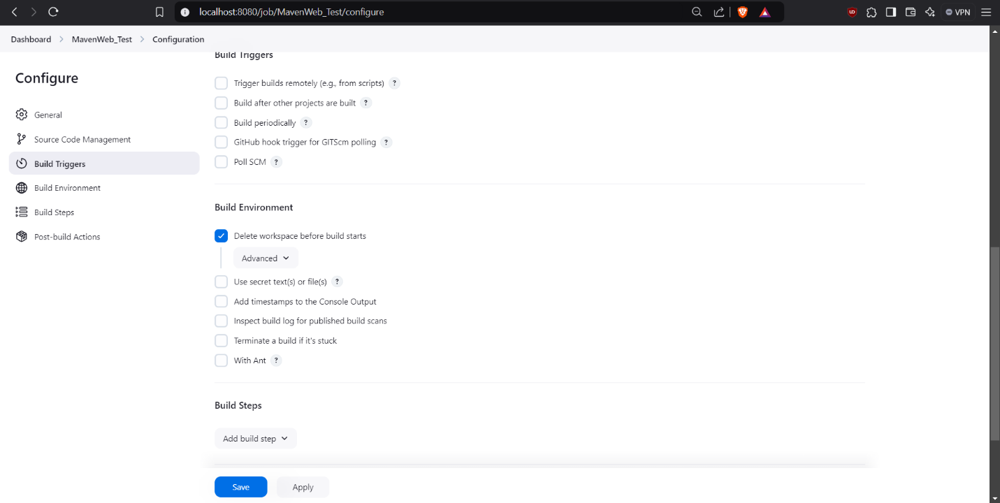 localhost:8080/job/MavenWeb_Test/configure
VPN
Dashboard > MavenWeb_Test > Configuration
Configure
General
Source Code Management
Build Triggers
Build Environment
Build Steps
Post-build Actions
Build Triggers
Trigger builds remotely (e.g., from scripts) ?
Build after other projects are built ?
Build periodically ?
GitHub hook trigger for GITScm polling ?
Poll SCM ?
Build Environment
Delete workspace before build starts
Advanced
Use secret text(s) or file(s) ?
Add timestamps to the Console Output
Inspect build log for published build scans
Terminate a build if it's stuck
With Ant ?
Build Steps
Add build step
Save
Apply